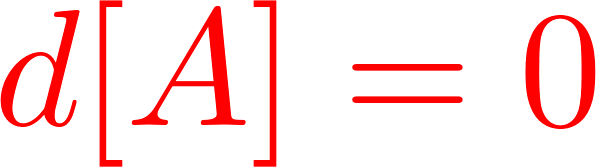 d[A] = 0